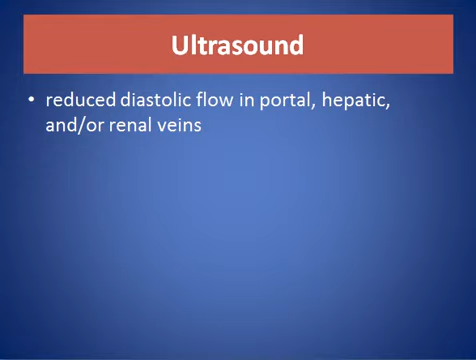 Ultrasound
• reduced diastolic flow in portal, hepatic,
and/or renal veins